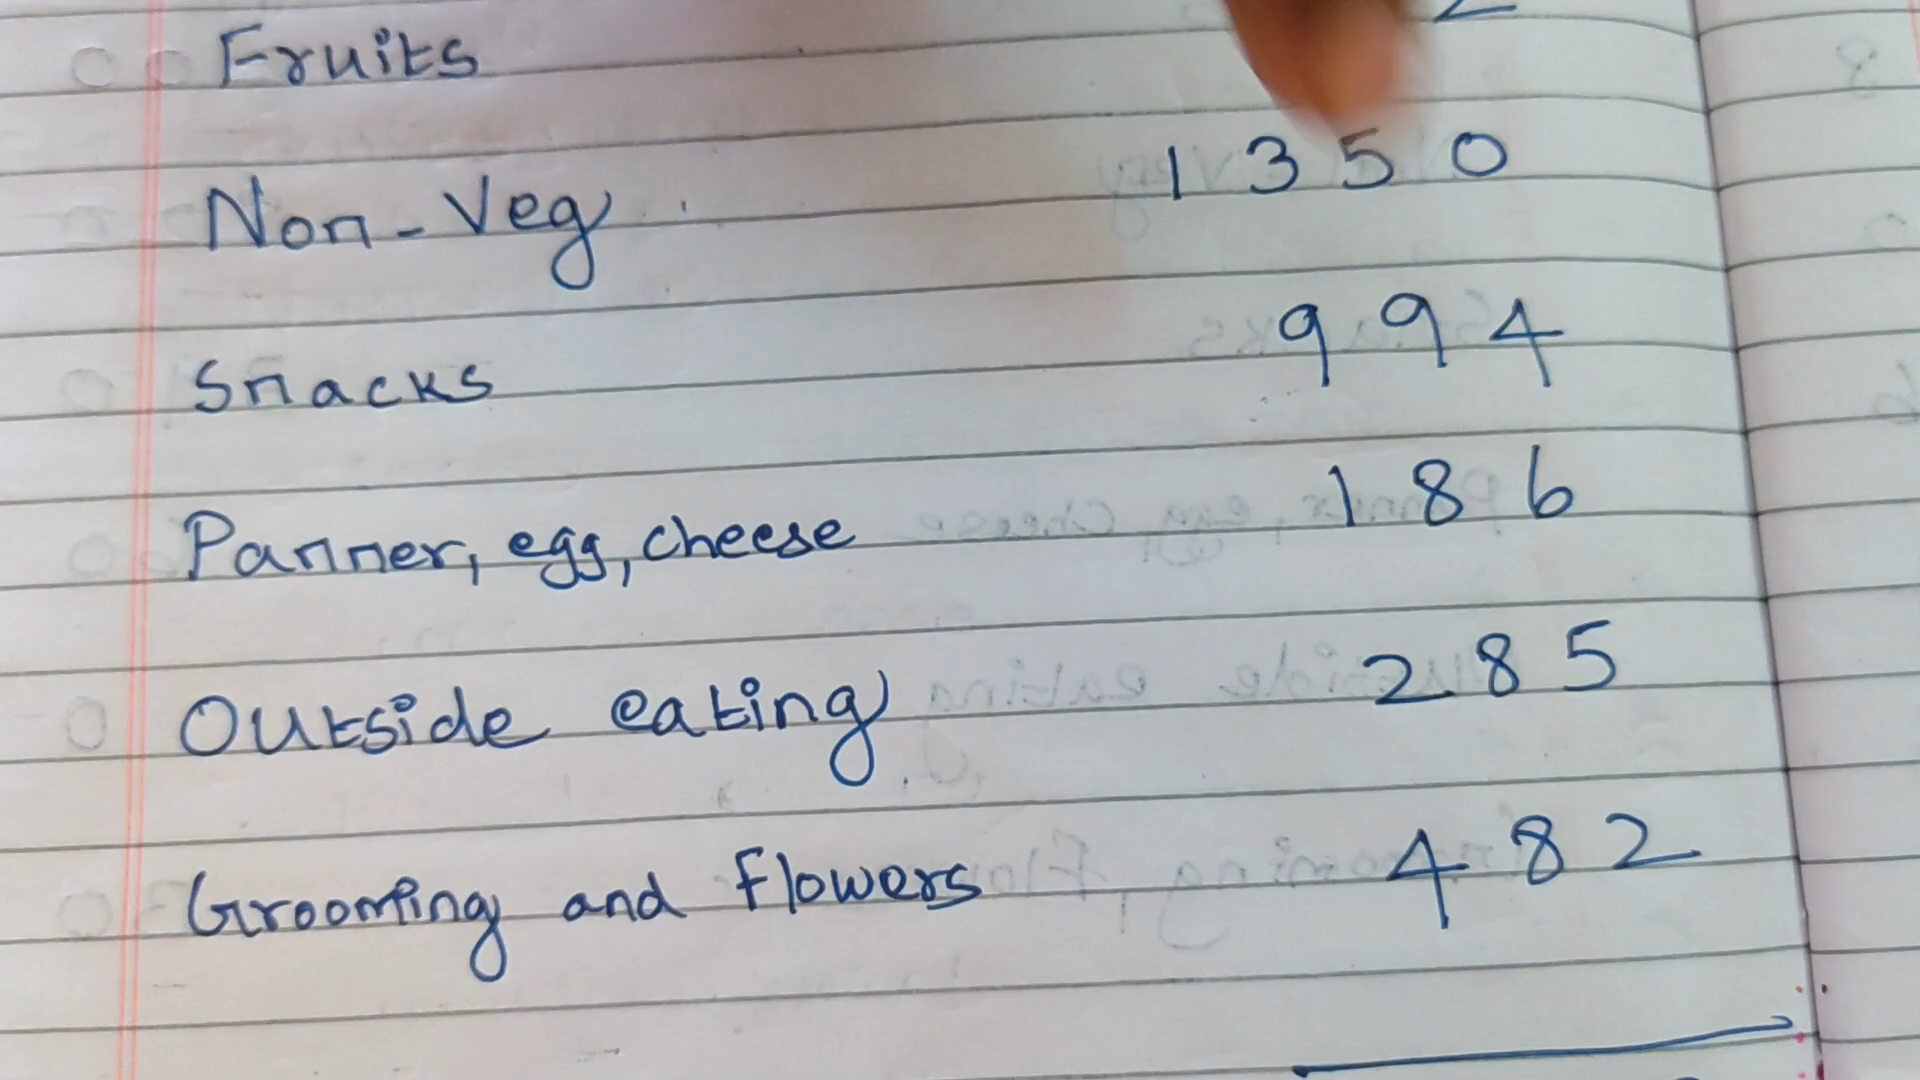 Fruits
Non-Veg 1350
Snacks 994
Panner, egg, cheese 186
Outside eating 285
Grooming and Flowers 482